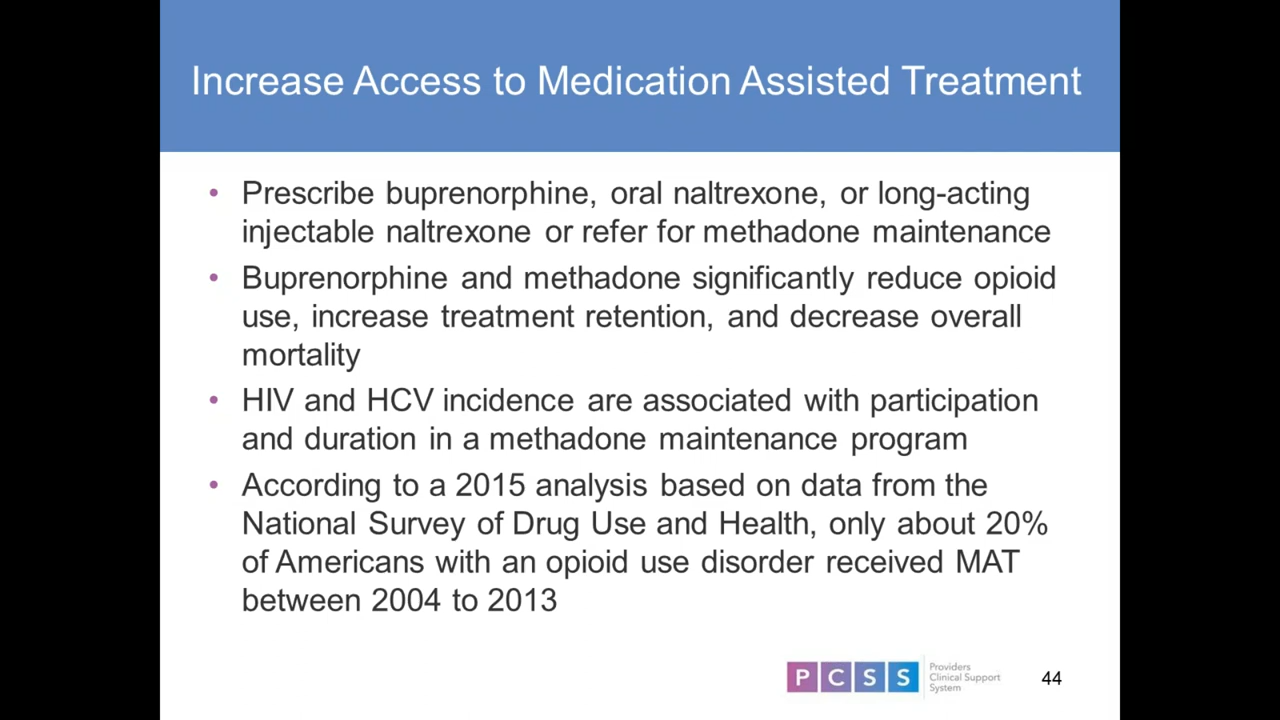 Increase Access to Medication Assisted Treatment
• Prescribe buprenorphine, oral naltrexone, or long-acting
injectable naltrexone or refer for methadone maintenance
• Buprenorphine and methadone significantly reduce opioid
use, increase treatment retention, and decrease overall
mortality
• HIV and HCV incidence are associated with participation
and duration in a methadone maintenance program
• According to a 2015 analysis based on data from the
National Survey of Drug Use and Health, only about 20%
of Americans with an opioid use disorder received MAT
between 2004 to 2013
PCSS
Providers
Clinical Support
System
44